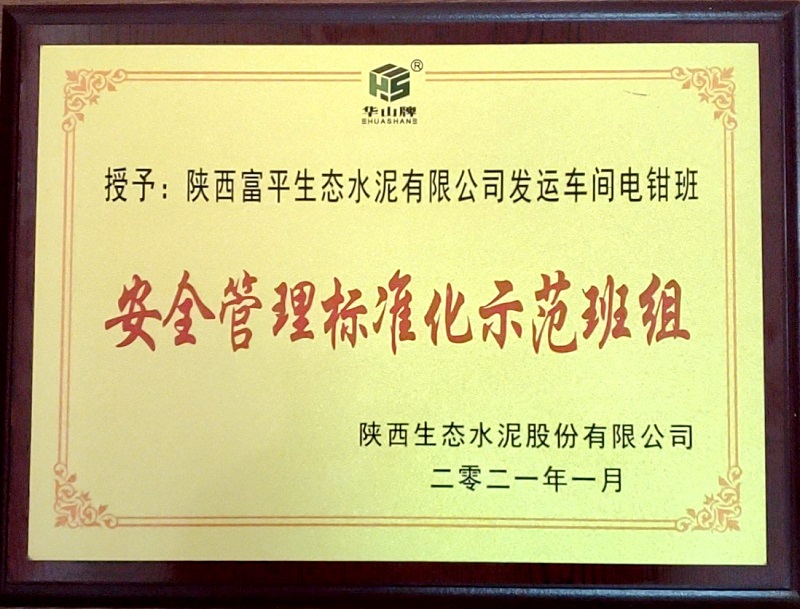 HS®
华山牌
HUASHAN
授予：陕西富平生态水泥有限公司发运车间电钳班
安全管理标准化示范班组
陕西生态水泥股份有限公司
二零二一年一月